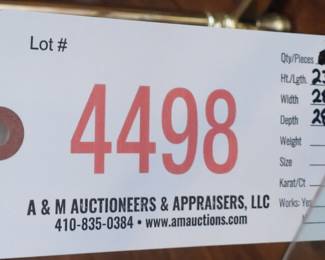 Lot #
4498
A & M AUCTIONEERS & APPRAISERS, LLC
410-835-0384 • www.amauctions.com
Qty/Pieces
Ht./Lgth.
Width
Depth
Weight
Size
Karat/Ct
Works: Yes